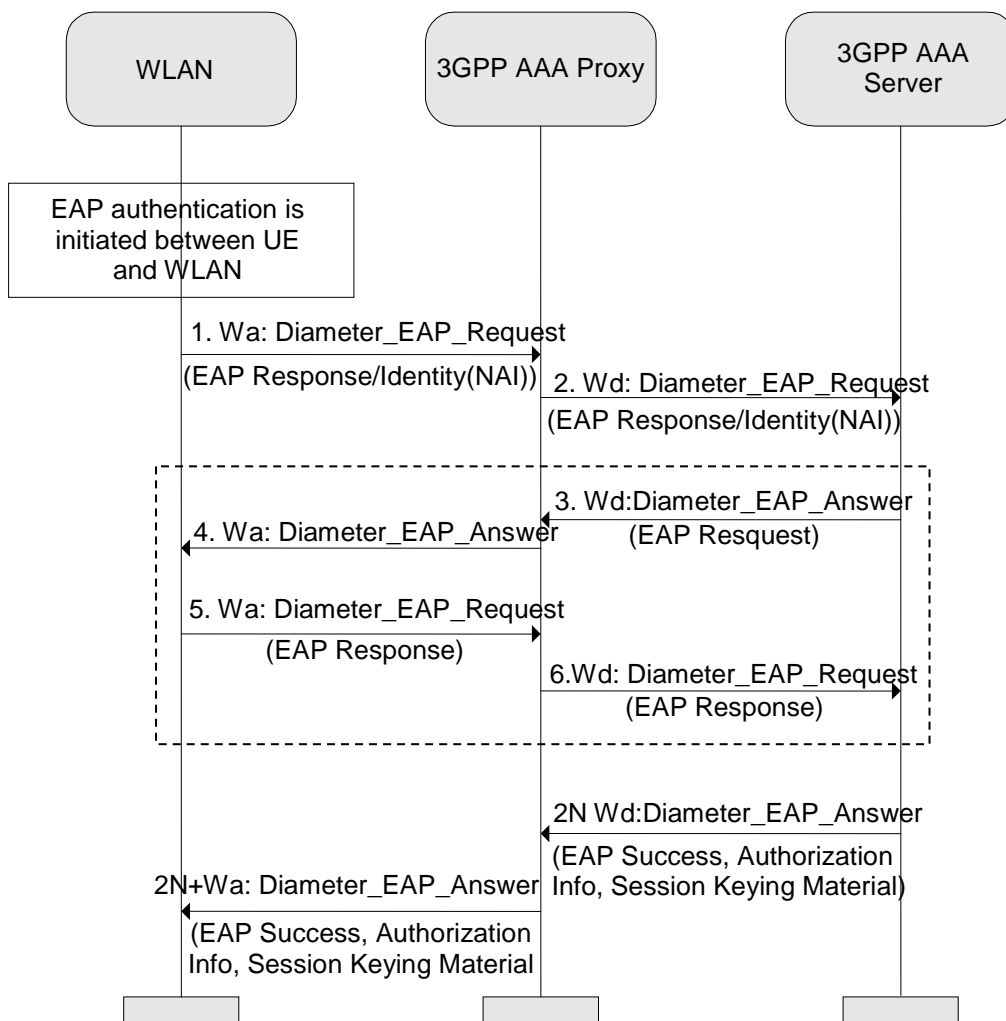 WLAN
3GPP AAA Proxy
3GPP AAA
Server
EAP authentication is
initiated between UE
and WLAN
1. Wa: Diameter_EAP_Request
(EAP Response/Identity(NAI))
2. Wd: Diameter_EAP_Request
(EAP Response/Identity(NAI))
3. Wd:Diameter_EAP_Answer
(EAP Resquest)
4. Wa: Diameter_EAP_Answer
5. Wa: Diameter_EAP_Request
(EAP Response)
6.Wd: Diameter_EAP_Request
(EAP Response)
2N Wd:Diameter_EAP_Answer
(EAP Success, Authorization
Info, Session Keying Material)
2N+Wa: Diameter_EAP_Answer
(EAP Success, Authorization
Info, Session Keying Material